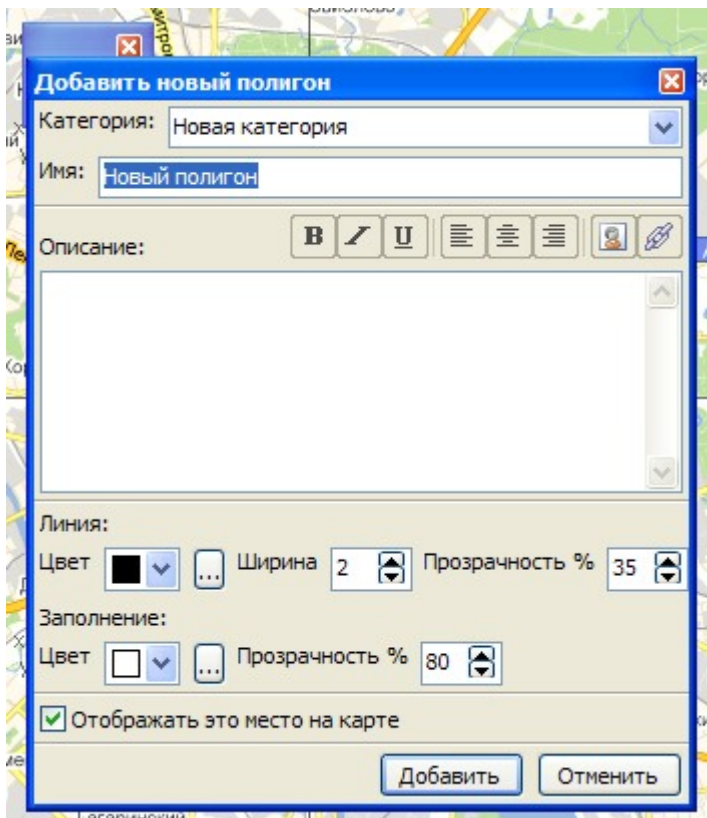 Добавить новый полигон
Категория: Новая категория
Имя: Новый полигон
Описание:
B I U
Линия:
Цвет ... Ширина 2 Прозрачность % 35
Заполнение:
Цвет ... Прозрачность % 80
Отображать это место на карте
Добавить Отменить